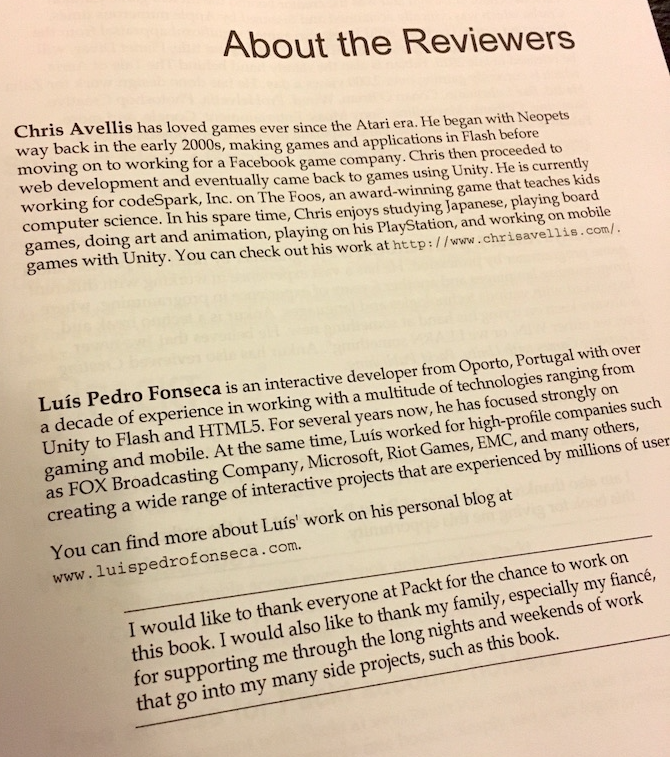 About the Reviewers
Chris Avellis has loved games ever since the Atari era. He began with Neopets
way back in the early 2000s, making games and applications in Flash before
moving on to working for a Facebook game company. Chris then proceeded to
web development and eventually came back to games using Unity. He is currently
working for codeSpark, Inc. on The Foos, an award-winning game that teaches kids
computer science. In his spare time, Chris enjoys studying Japanese, playing board
games, doing art and animation, playing on his PlayStation, and working on mobile
games with Unity. You can check out his work at http://www.chrisavellis.com/.
Luís Pedro Fonseca is an interactive developer from Oporto, Portugal with over
a decade of experience in working with a multitude of technologies ranging from
Unity to Flash and HTML5. For several years now, he has focused strongly on
gaming and mobile. At the same time, Luís worked for high-profile companies such
as FOX Broadcasting Company, Microsoft, Riot Games, EMC, and many others,
creating a wide range of interactive projects that are experienced by millions of user
You can find more about Luís' work on his personal blog at
www.luispedrofonseca.com.
I would like to thank everyone at Packt for the chance to work on
this book. I would also like to thank my family, especially my fiancé,
for supporting me through the long nights and weekends of work
that go into my many side projects, such as this book.